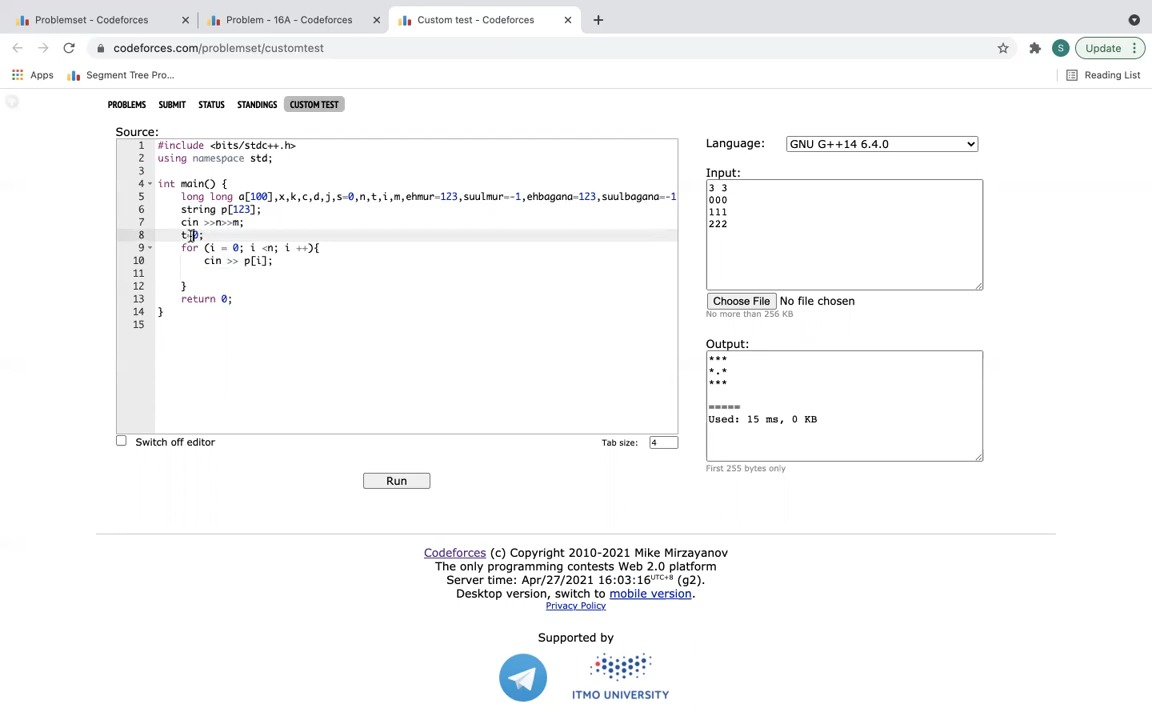 Problemset - Codeforces
Problem - 16A - Codeforces
Custom test - Codeforces
codeforces.com/problemset/customtest
Update
Apps
Segment Tree Pro...
Reading List
PROBLEMS SUBMIT STATUS STANDINGS CUSTOM TEST
Source:
1 #include <bits/stdc++.h>
2 using namespace std;
3
4 int main() {
5 long long a[100],x,k,c,d,j,s=0,n,t,i,m,ehmur=123,suulmur=-1,ehbagana=123,suulbagana=-1
6 string p[123];
7 cin >>n>>m;
8 t=0;
9 for (i = 0; i <n; i ++){
10 cin >> p[i];
11
12 }
13 return 0;
14 }
15
Switch off editor
Tab size: 4
Run
Language: GNU G++14 6.4.0
Input:
3 3
000
111
222
Choose File No file chosen
No more than 256 KB
Output:
***
*.*
***
=====
Used: 15 ms, 0 KB
First 255 bytes only
Codeforces (c) Copyright 2010-2021 Mike Mirzayanov
The only programming contests Web 2.0 platform
Server time: Apr/27/2021 16:03:16UTC+8 (g2).
Desktop version, switch to mobile version.
Privacy Policy
Supported by
ITMO UNIVERSITY